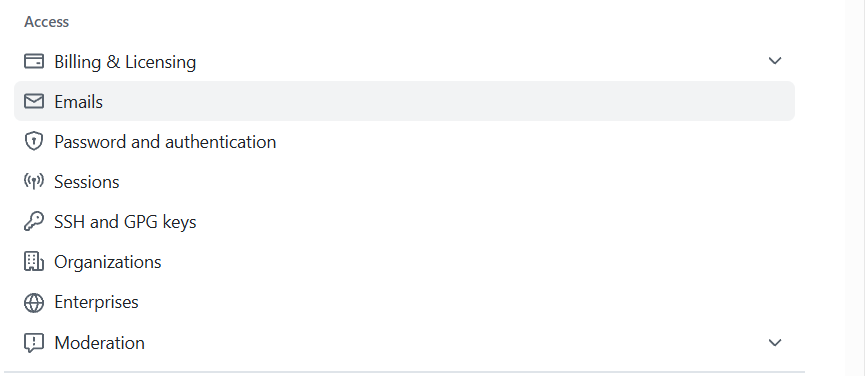 Access
Billing & Licensing
Emails
Password and authentication
Sessions
SSH and GPG keys
Organizations
Enterprises
Moderation